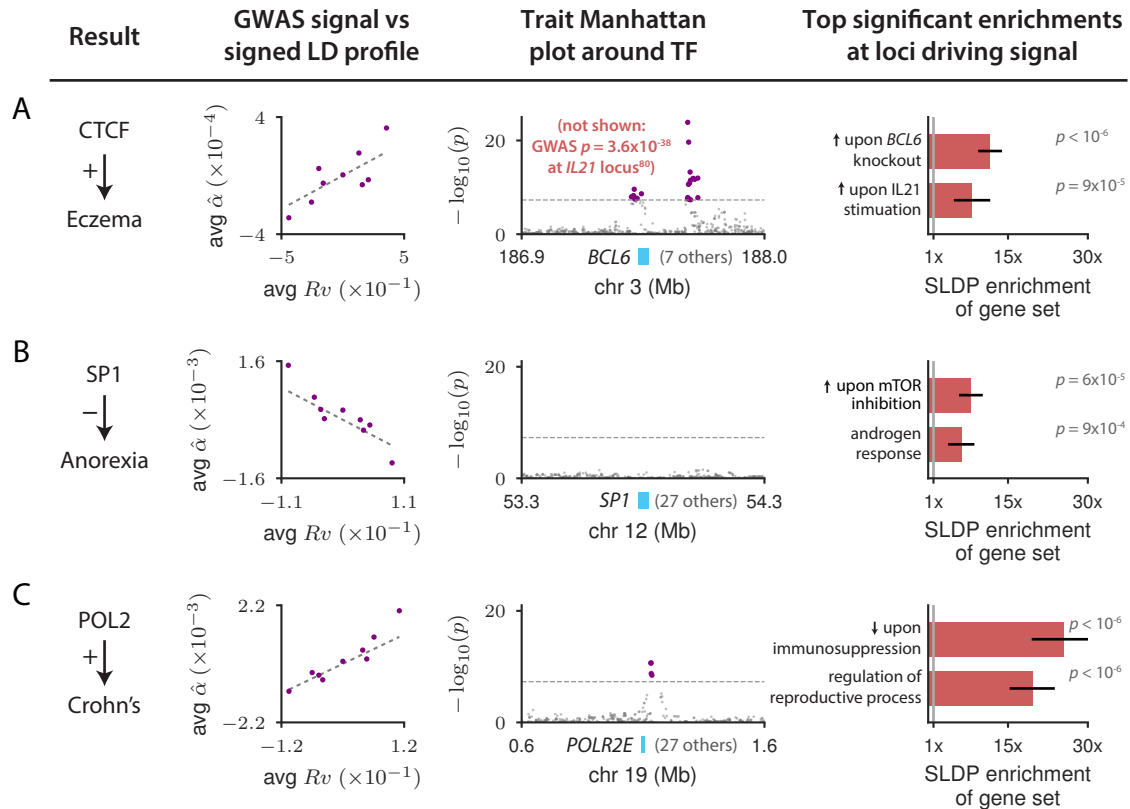 Result
GWAS signal vs
signed LD profile
Trait Manhattan
plot around TF
Top significant enrichments
at loci driving signal
A
CTCF
+
Eczema
avg α̂ (×10⁻⁴)
4
−4
−5
5
avg Rv (×10⁻¹)
− log₁₀(p)
20
0
(not shown:
GWAS p = 3.6x10⁻³⁸
at IL21 locus⁸⁰)
186.9
BCL6
(7 others)
188.0
chr 3 (Mb)
↑ upon BCL6
knockout
p < 10⁻⁶
↑ upon IL21
stimuation
p = 9x10⁻⁵
1x
15x
30x
SLDP enrichment
of gene set
B
SP1
−
Anorexia
avg α̂ (×10⁻³)
1.6
−1.6
−1.1
1.1
avg Rv (×10⁻¹)
− log₁₀(p)
20
0
53.3
SP1
(27 others)
54.3
chr 12 (Mb)
↑ upon mTOR
inhibition
p = 6x10⁻⁵
androgen
response
p = 9x10⁻⁴
1x
15x
30x
SLDP enrichment
of gene set
C
POL2
+
Crohn's
avg α̂ (×10⁻³)
2.2
−2.2
−1.2
1.2
avg Rv (×10⁻¹)
− log₁₀(p)
20
0
0.6
POLR2E
(27 others)
1.6
chr 19 (Mb)
↓ upon
immunosuppression
p < 10⁻⁶
regulation of
reproductive process
p < 10⁻⁶
1x
15x
30x
SLDP enrichment
of gene set